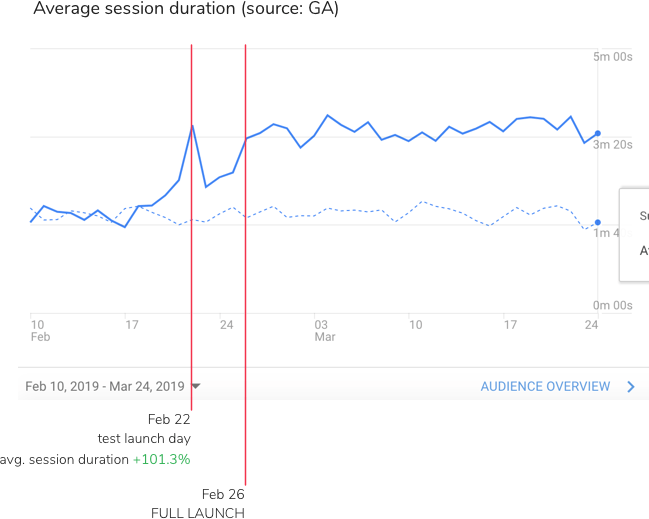 Average session duration (source: GA)
5m 00s
3m 20s
1m 4
0m 00s
10 17 24 03 10 17 24
Feb Mar
Feb 10, 2019 - Mar 24, 2019 AUDIENCE OVERVIEW
Feb 22
test launch day
avg. session duration +101.3%
Feb 26
FULL LAUNCH